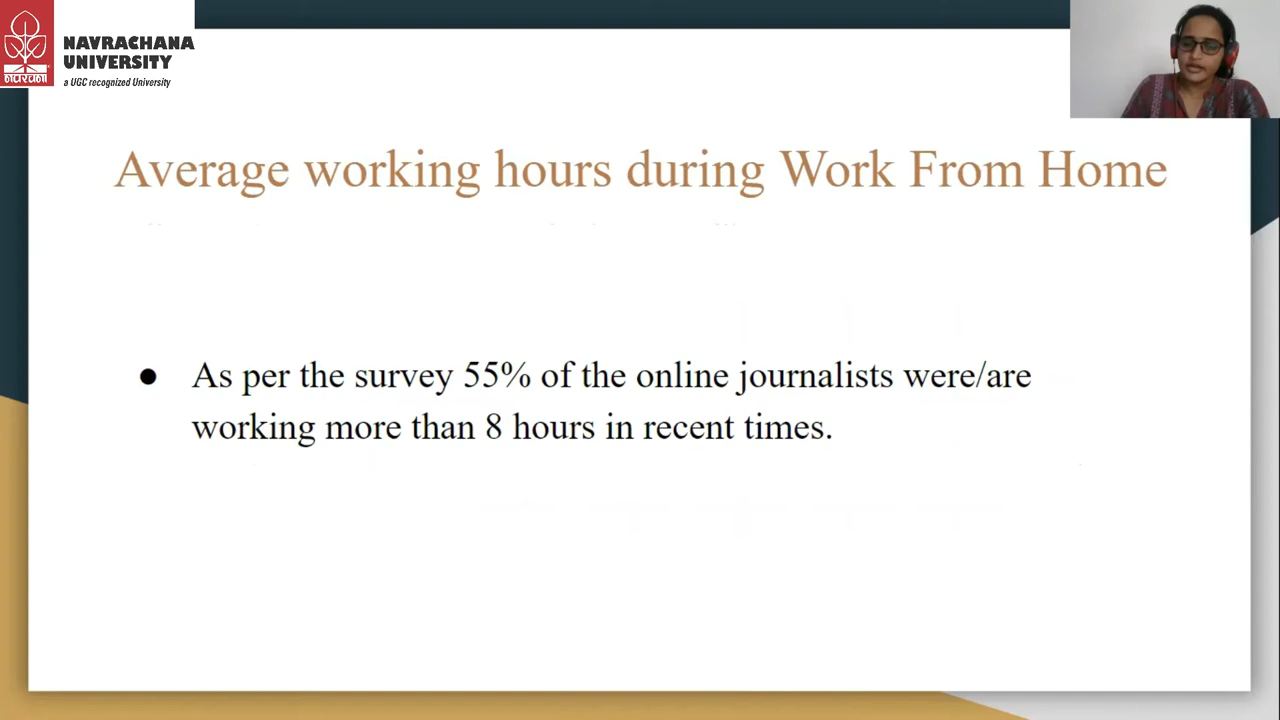 नवरचना
NAVRACHANA
UNIVERSITY
a UGC recognized University
Average working hours during Work From Home
● As per the survey 55% of the online journalists were/are
working more than 8 hours in recent times.